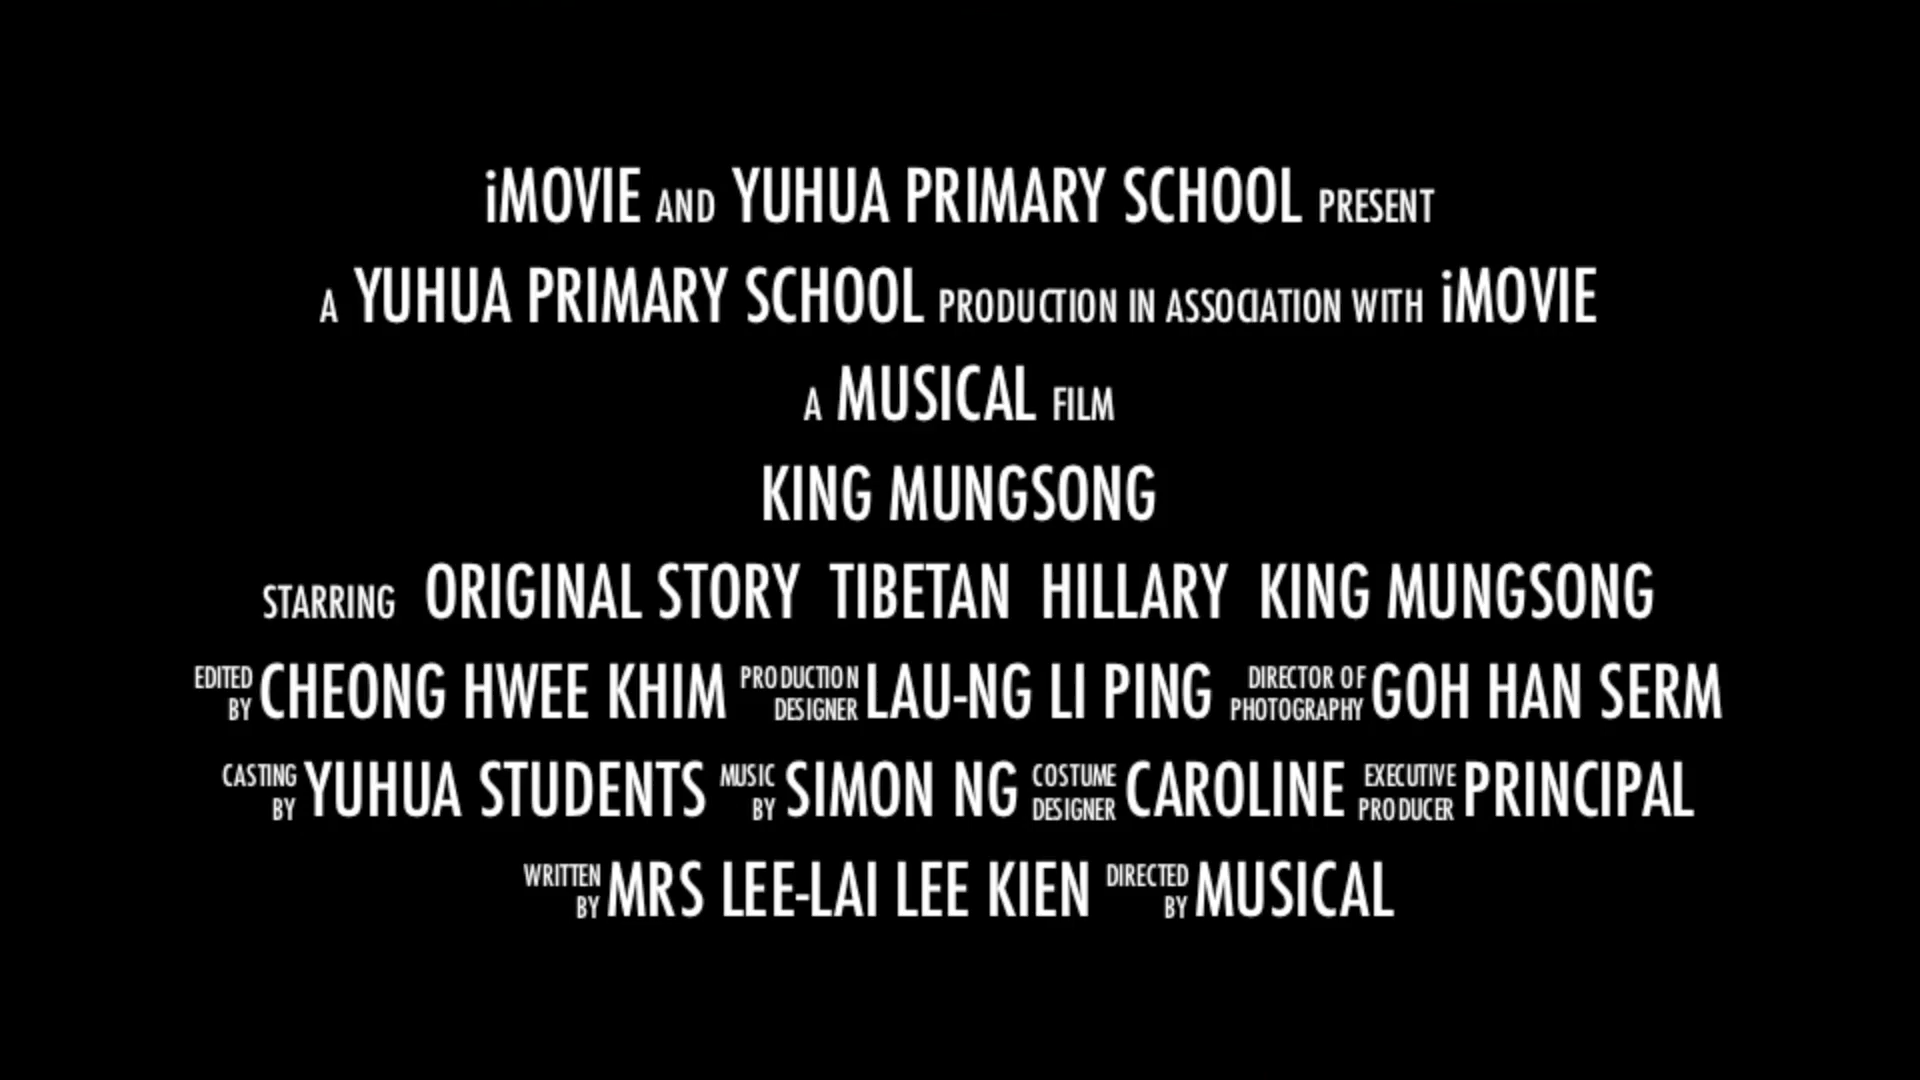 iMOVIE AND YUHUA PRIMARY SCHOOL PRESENT
A YUHUA PRIMARY SCHOOL PRODUCTION IN ASSOCIATION WITH iMOVIE
A MUSICAL FILM
KING MUNGSONG
STARRING ORIGINAL STORY TIBETAN HILLARY KING MUNGSONG
EDITED BY CHEONG HWEE KHIM PRODUCTION DESIGNER LAU-NG LI PING DIRECTOR OF PHOTOGRAPHY GOH HAN SERM
CASTING BY YUHUA STUDENTS MUSIC BY SIMON NG COSTUME DESIGNER CAROLINE EXECUTIVE PRODUCER PRINCIPAL
WRITTEN BY MRS LEE-LAI LEE KIEN DIRECTED BY MUSICAL